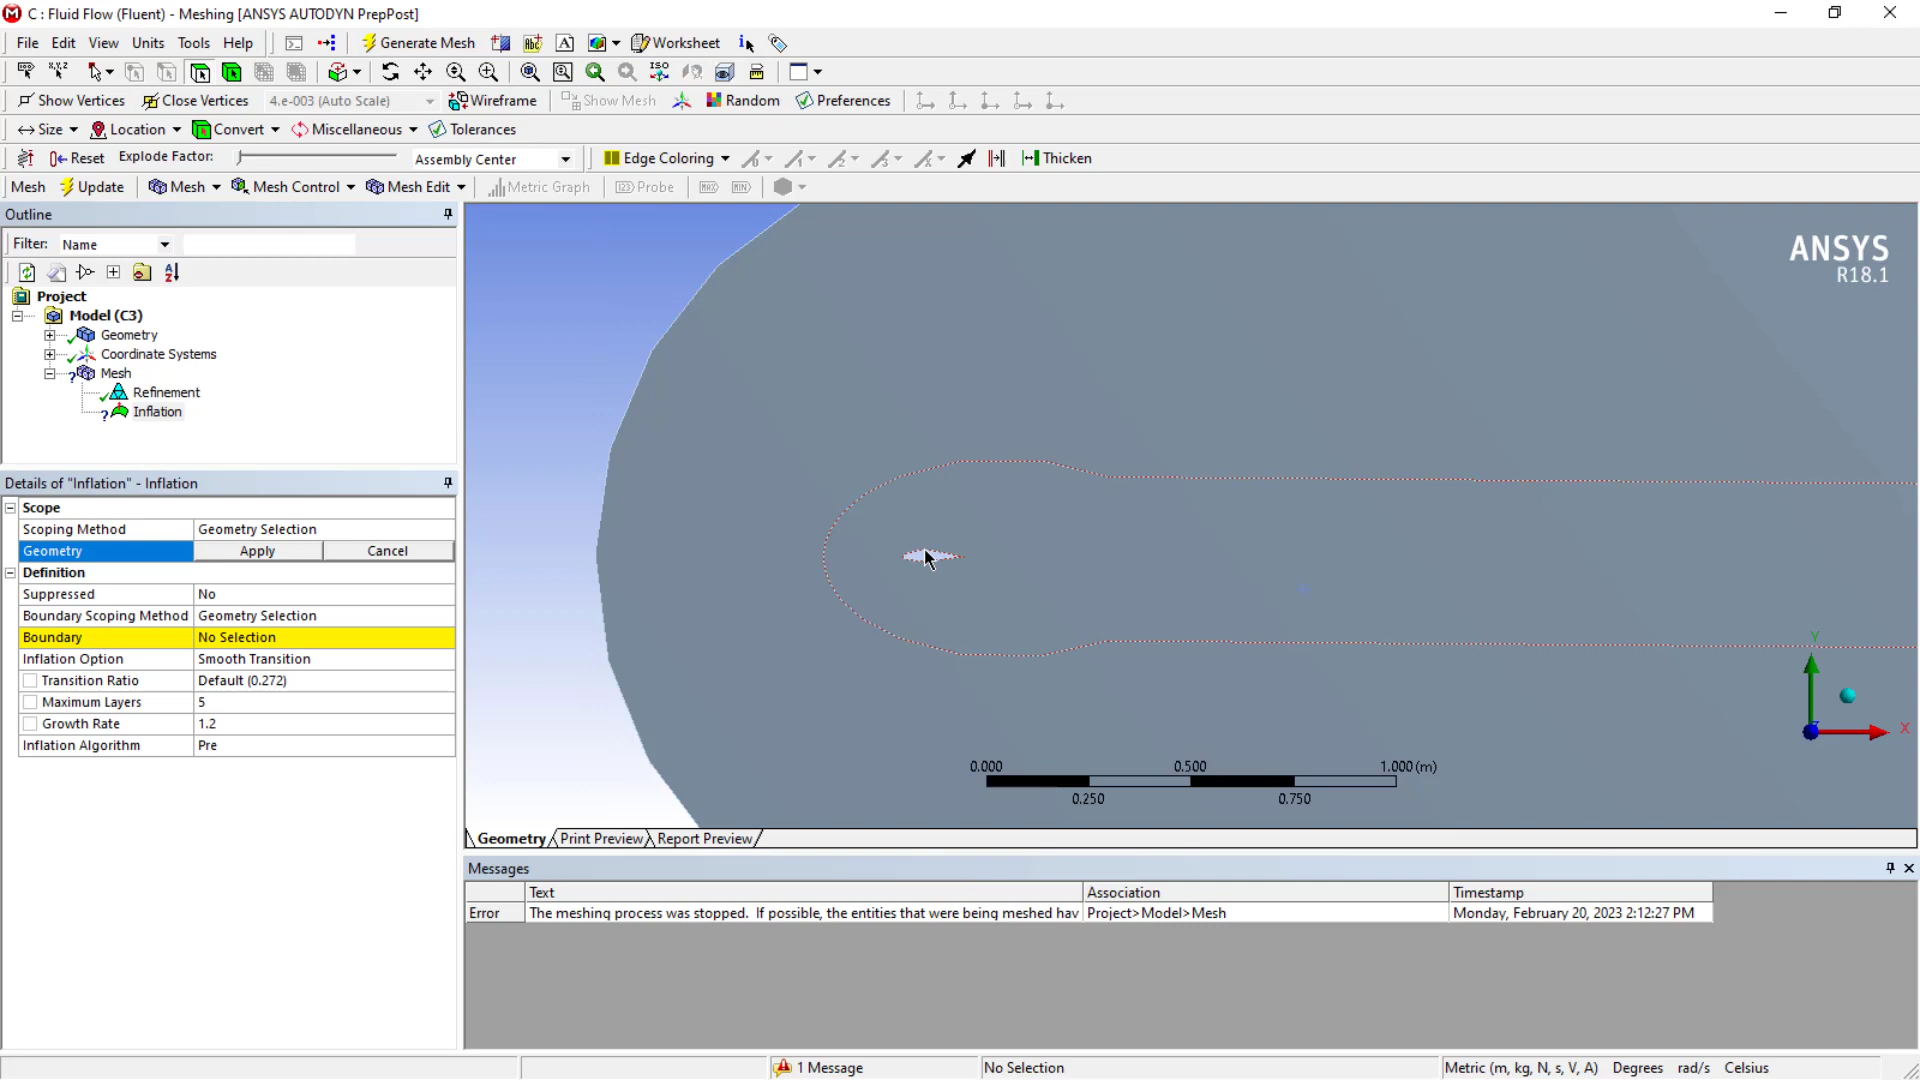 C : Fluid Flow (Fluent) - Meshing [ANSYS AUTODYN PrepPost]
File Edit View Units Tools Help Generate Mesh Abc A Worksheet i
ISO
Show Vertices Close Vertices 4.e-003 (Auto Scale) Wireframe Show Mesh Random Preferences
Size Location Convert Miscellaneous Tolerances
Reset Explode Factor: Assembly Center Edge Coloring Thicken
Mesh Update Mesh Mesh Control Mesh Edit Metric Graph Probe MAX MIN
Outline
Filter: Name
Project
Model (C3)
Geometry
Coordinate Systems
Mesh
Refinement
Inflation
Details of "Inflation" - Inflation
Scope
Scoping Method Geometry Selection
Geometry Apply Cancel
Definition
Suppressed No
Boundary Scoping Method Geometry Selection
Boundary No Selection
Inflation Option Smooth Transition
Transition Ratio Default (0.272)
Maximum Layers 5
Growth Rate 1.2
Inflation Algorithm Pre
ANSYS
R18.1
Y
X
0.000 0.500 1.000 (m)
0.250 0.750
Geometry Print Preview Report Preview
Messages
Text Association Timestamp
Error The meshing process was stopped. If possible, the entities that were being meshed hav Project>Model>Mesh Monday, February 20, 2023 2:12:27 PM
1 Message No Selection Metric (m, kg, N, s, V, A) Degrees rad/s Celsius